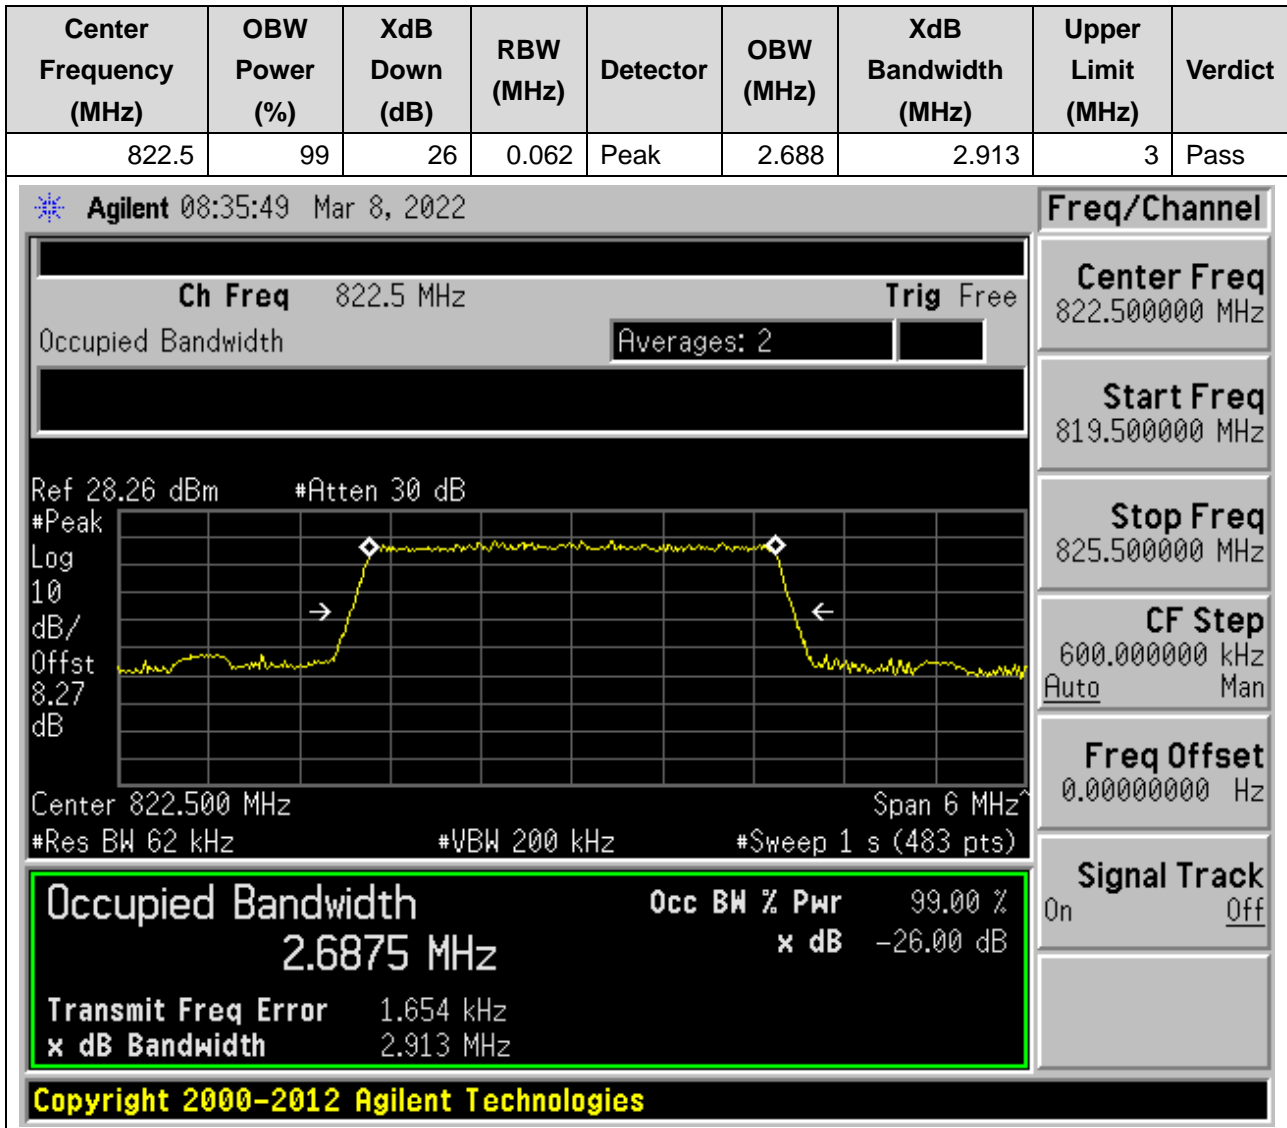 Center Frequency (MHz) OBW Power (%) XdB Down (dB) RBW (MHz) Detector OBW (MHz) XdB Bandwidth (MHz) Upper Limit (MHz) Verdict
822.5 99 26 0.062 Peak 2.688 2.913 3 Pass
Agilent 08:35:49 Mar 8, 2022
Ch Freq 822.5 MHz Trig Free
Occupied Bandwidth Averages: 2
Ref 28.26 dBm #Atten 30 dB
#Peak
Log
10
dB/
Offst
8.27
dB
Center 822.500 MHz Span 6 MHz^
#Res BW 62 kHz #VBW 200 kHz #Sweep 1 s (483 pts)
Occupied Bandwidth Occ BW % Pwr 99.00 %
2.6875 MHz x dB -26.00 dB
Transmit Freq Error 1.654 kHz
x dB Bandwidth 2.913 MHz
Freq/Channel
Center Freq
822.500000 MHz
Start Freq
819.500000 MHz
Stop Freq
825.500000 MHz
CF Step
600.000000 kHz
Auto Man
Freq Offset
0.00000000 Hz
Signal Track
On Off
Copyright 2000-2012 Agilent Technologies